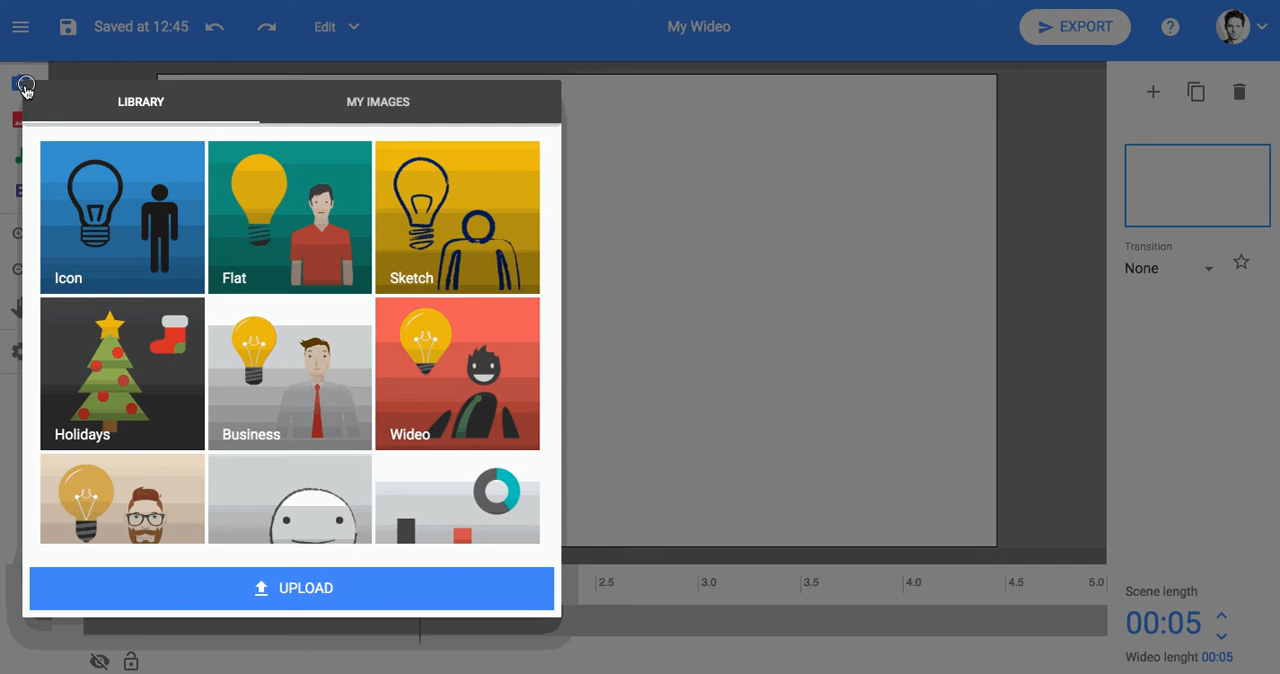 Saved at 12:45
Edit
My Wideo
EXPORT
?
LIBRARY
MY IMAGES
Icon
Flat
Sketch
Holidays
Business
Wideo
UPLOAD
Transition
None
2.5
3.0
3.5
4.0
4.5
5.0
Scene length
00:05
Wideo lenght 00:05